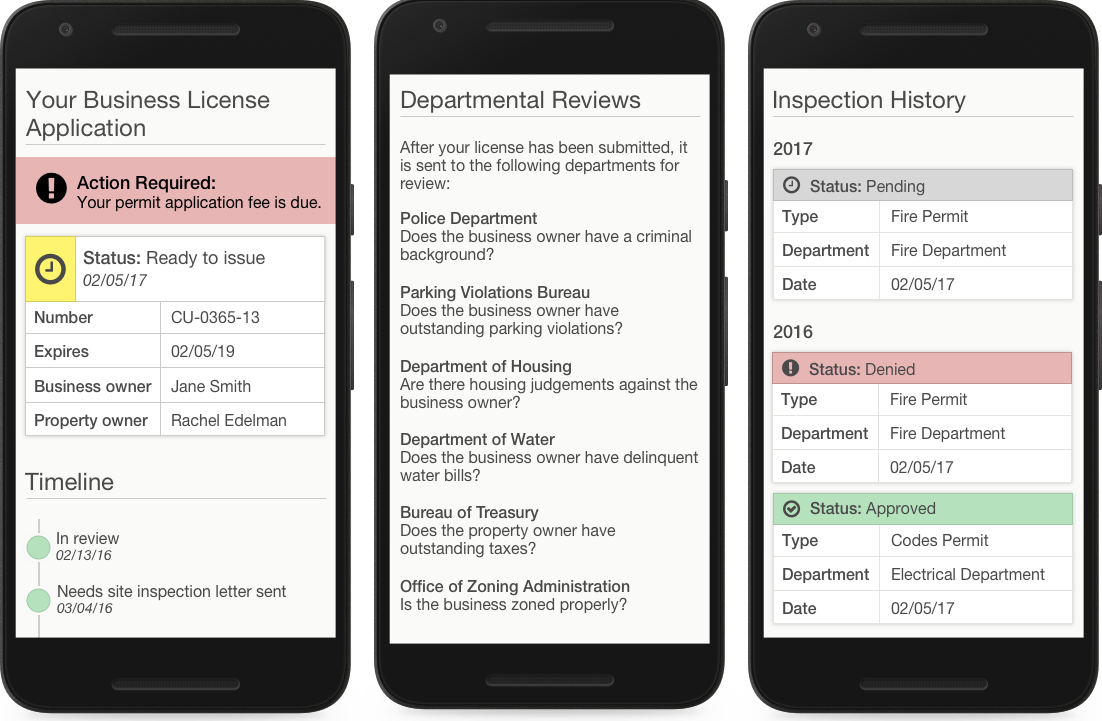 Your Business License
Application
Action Required:
Your permit application fee is due.
Status: Ready to issue
02/05/17
Number CU-0365-13
Expires 02/05/19
Business owner Jane Smith
Property owner Rachel Edelman
Timeline
In review
02/13/16
Needs site inspection letter sent
03/04/16
Departmental Reviews
After your license has been submitted, it
is sent to the following departments for
review:
Police Department
Does the business owner have a criminal
background?
Parking Violations Bureau
Does the business owner have
outstanding parking violations?
Department of Housing
Are there housing judgements against the
business owner?
Department of Water
Does the business owner have delinquent
water bills?
Bureau of Treasury
Does the property owner have
outstanding taxes?
Office of Zoning Administration
Is the business zoned properly?
Inspection History
2017
Status: Pending
Type Fire Permit
Department Fire Department
Date 02/05/17
2016
Status: Denied
Type Fire Permit
Department Fire Department
Date 02/05/17
Status: Approved
Type Codes Permit
Department Electrical Department
Date 02/05/17